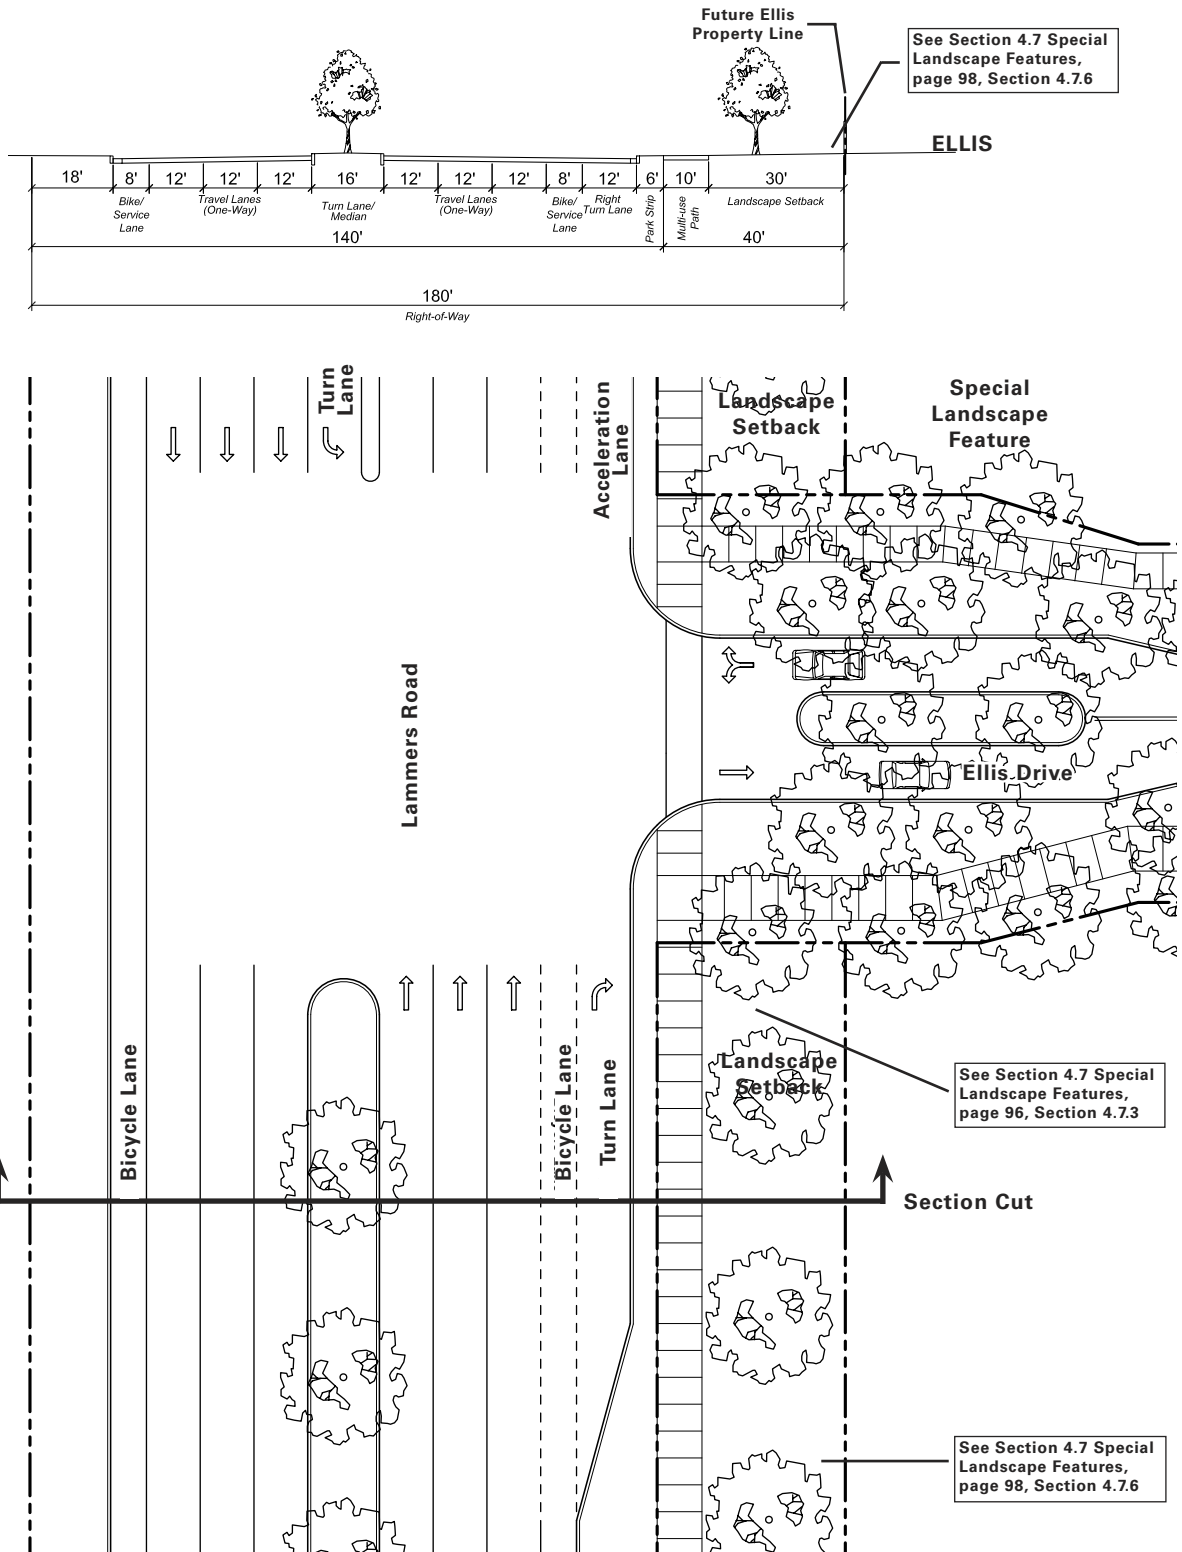 Future Ellis
Property Line
See Section 4.7 Special
Landscape Features,
page 98, Section 4.7.6
ELLIS
18' 8' 12' 12' 12' 16' 12' 12' 12' 8' 12' 6' 10' 30'
Bike/
Service
Lane
Travel Lanes
(One-Way)
Turn Lane/
Median
Travel Lanes
(One-Way)
Bike/
Service
Lane
Right
Turn Lane
Park Strip
Multi-use
Path
Landscape Setback
140' 40'
180'
Right-of-Way
Turn
Lane
Acceleration
Lane
Landscape
Setback
Special
Landscape
Feature
Lammers Road
Ellis Drive
Bicycle Lane
Bicycle Lane
Turn Lane
Landscape
Setback
See Section 4.7 Special
Landscape Features,
page 96, Section 4.7.3
Section Cut
See Section 4.7 Special
Landscape Features,
page 98, Section 4.7.6